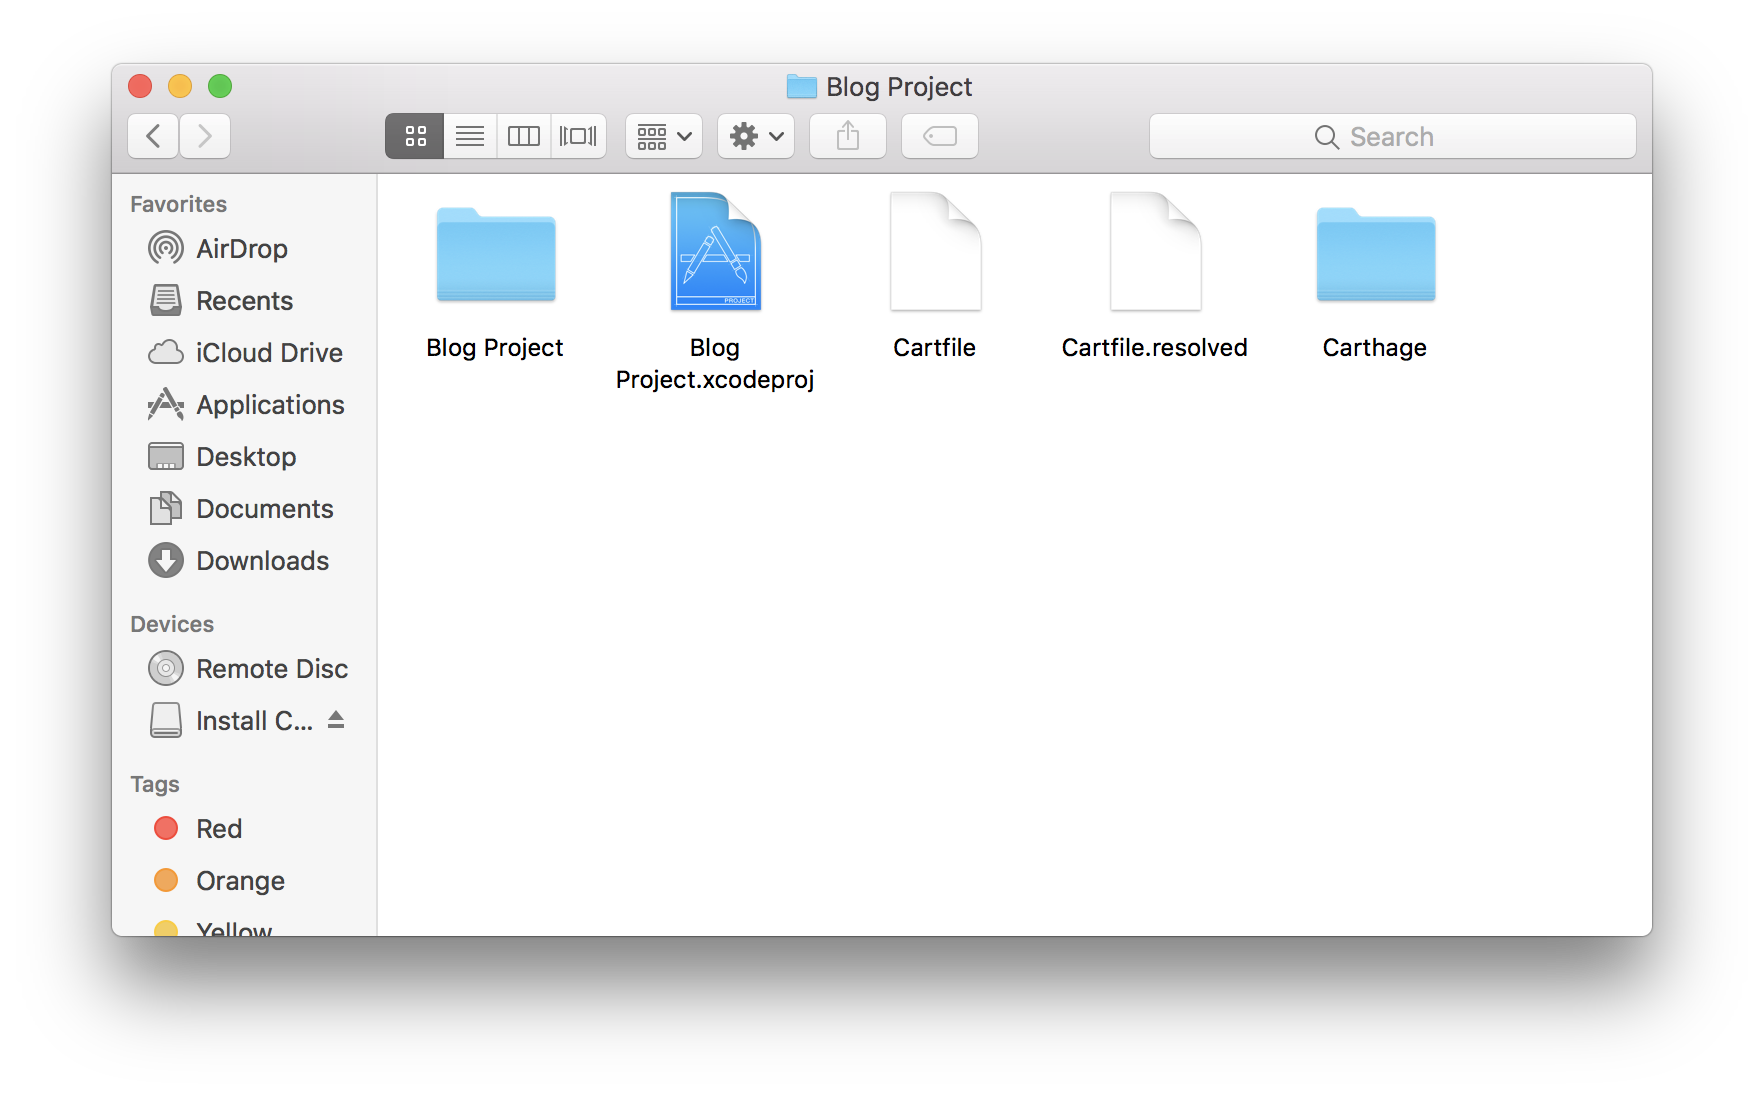 Blog Project
Search
Favorites
AirDrop
Recents
iCloud Drive
Applications
Desktop
Documents
Downloads
Devices
Remote Disc
Install C...
Tags
Red
Orange
Yellow
PROJECT
Blog Project
Blog
Project.xcodeproj
Cartfile
Cartfile.resolved
Carthage